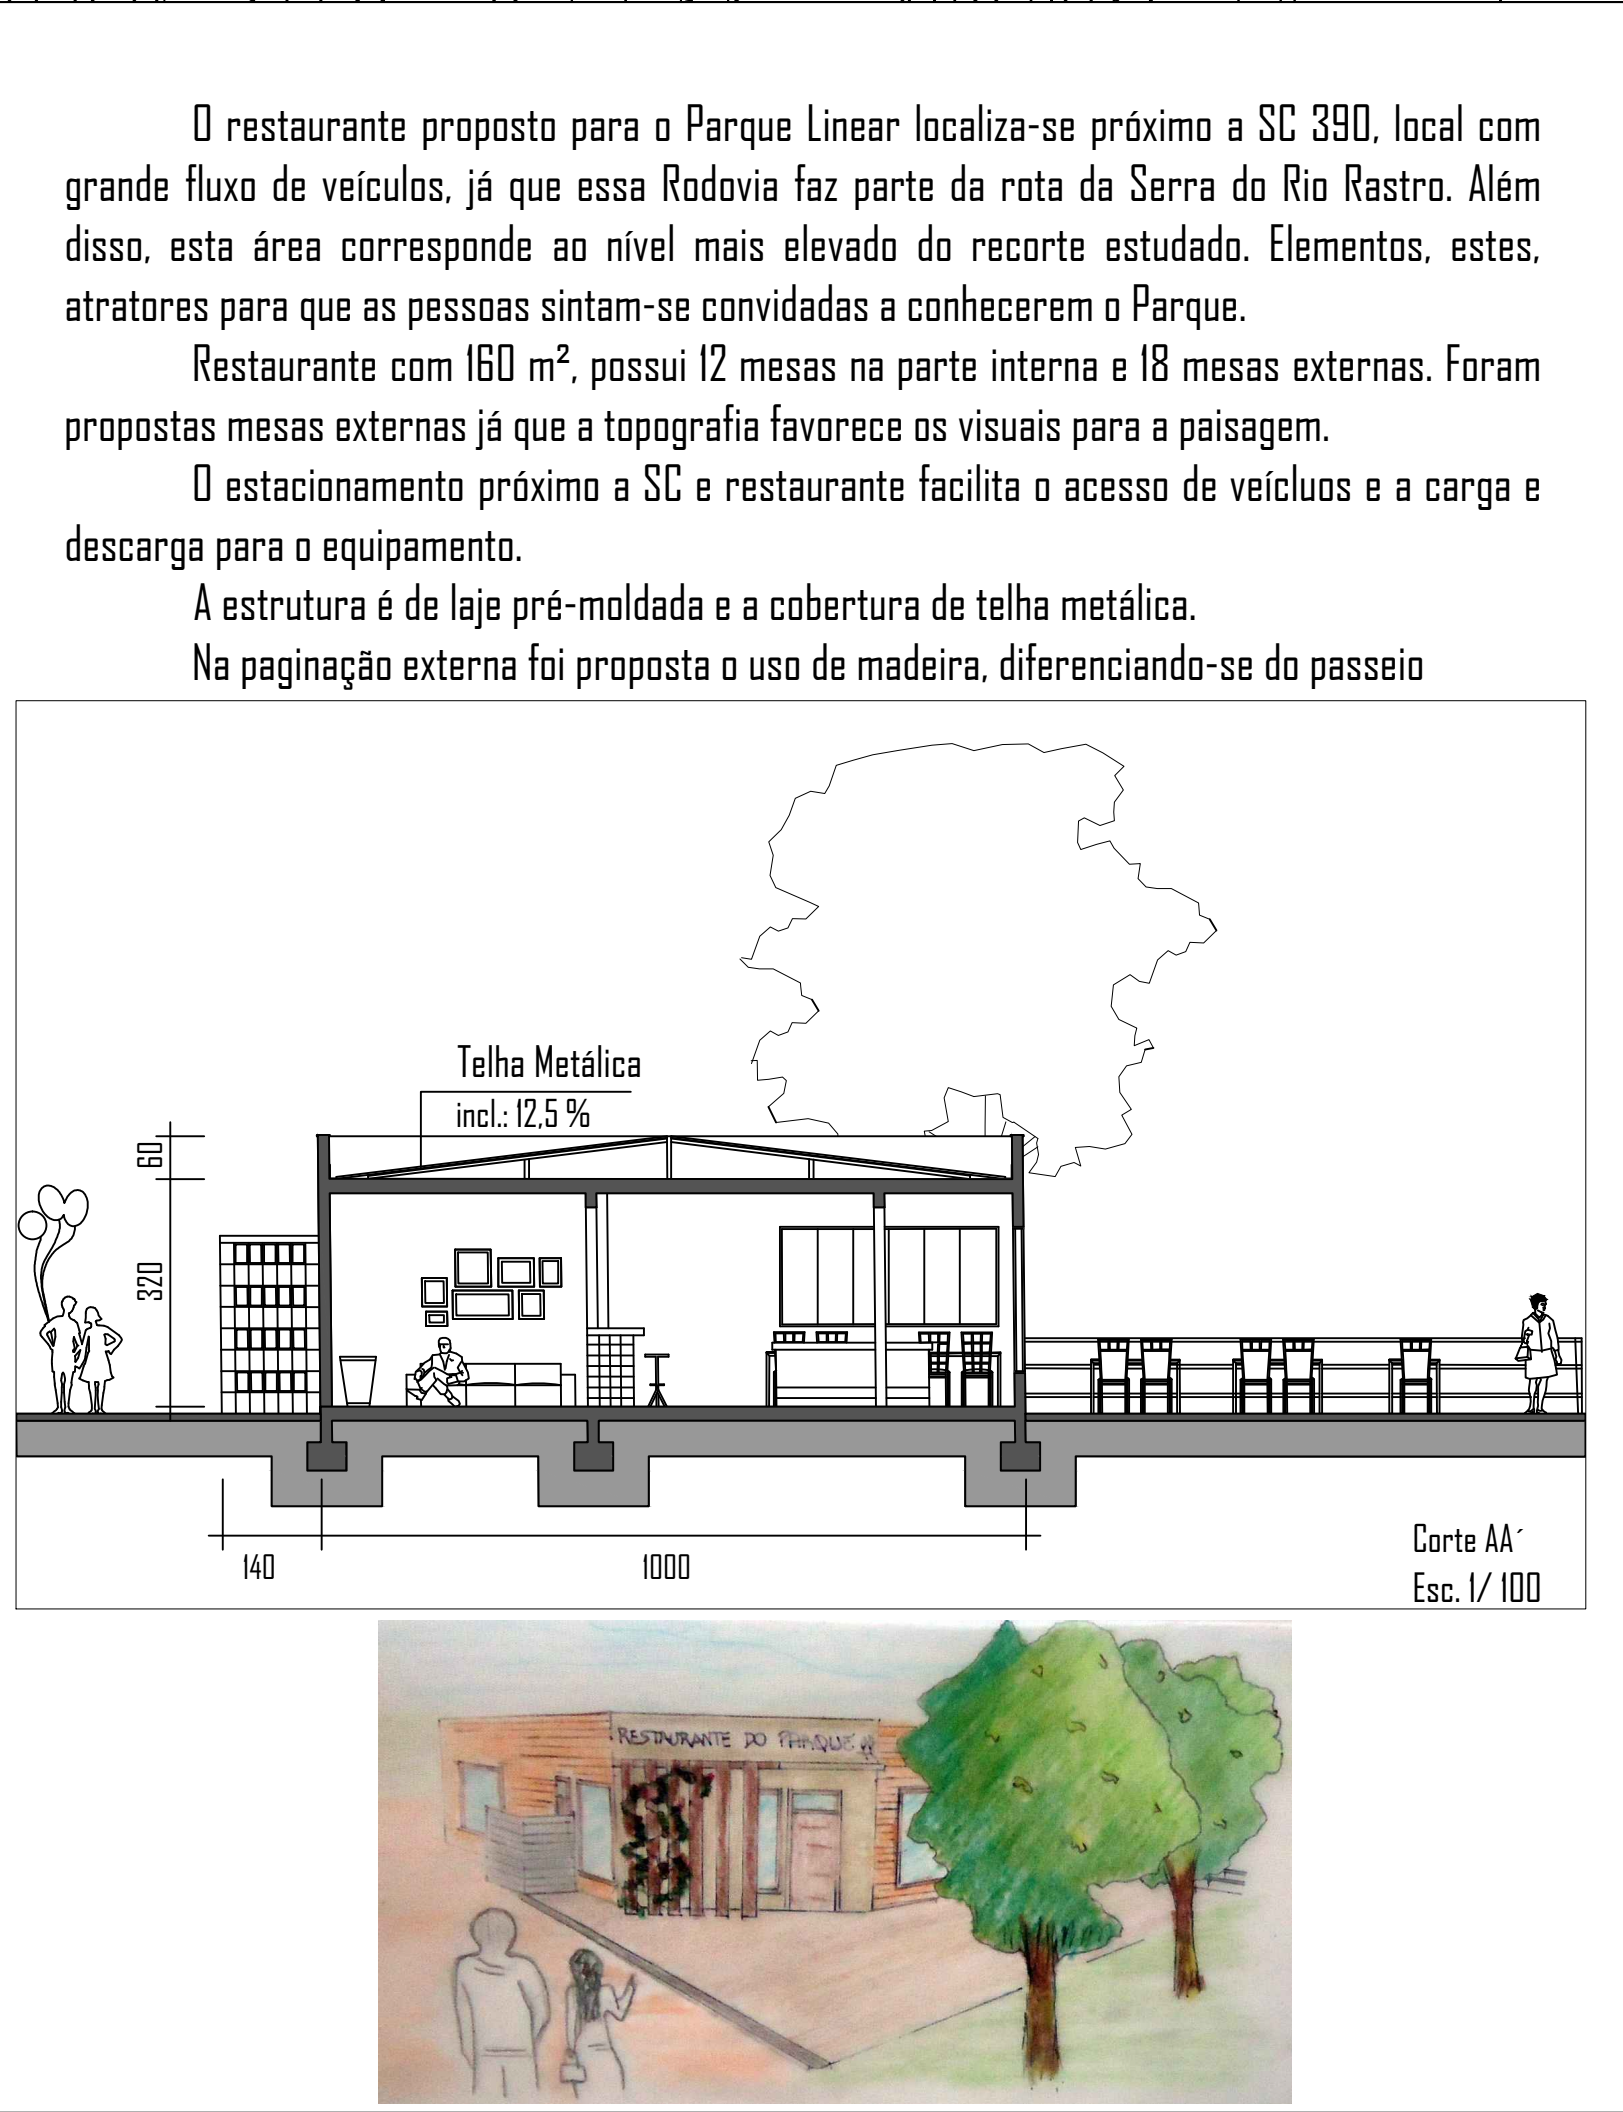 O restaurante proposto para o Parque Linear localiza-se próximo a SC 390, local com
grande fluxo de veículos, já que essa Rodovia faz parte da rota da Serra do Rio Rastro. Além
disso, esta área corresponde ao nível mais elevado do recorte estudado. Elementos, estes,
atratores para que as pessoas sintam-se convidadas a conhecerem o Parque.
Restaurante com 160 m², possui 12 mesas na parte interna e 18 mesas externas. Foram
propostas mesas externas já que a topografia favorece os visuais para a paisagem.
O estacionamento próximo a SC e restaurante facilita o acesso de veícluos e a carga e
descarga para o equipamento.
A estrutura é de laje pré-moldada e a cobertura de telha metálica.
Na paginação externa foi proposta o uso de madeira, diferenciando-se do passeio
Telha Metálica
incl.: 12,5 %
60
320
140
1000
Corte AA´
Esc. 1/ 100
RESTAURANTE DO PARQUE